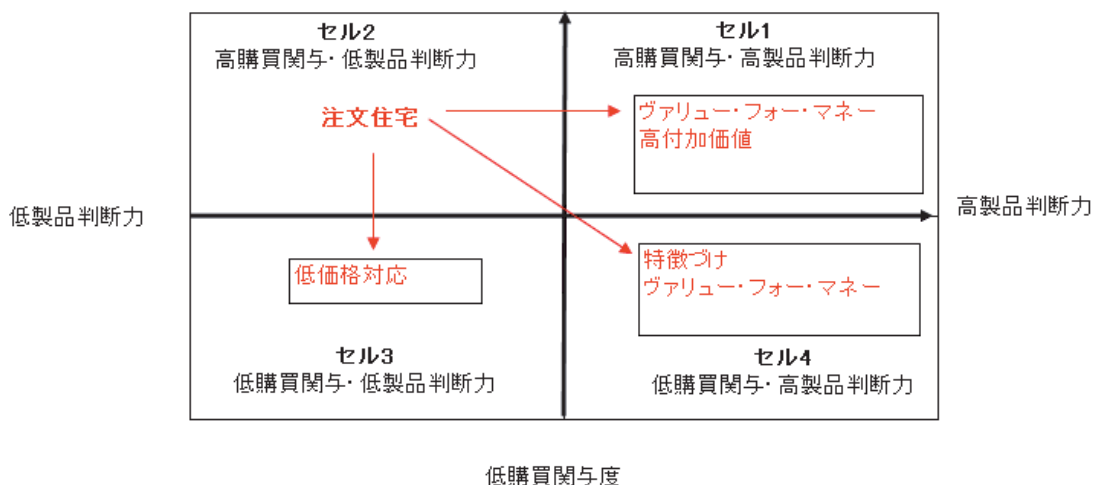 セル2
高購買関与・低製品判断力
セル1
高購買関与・高製品判断力
注文住宅
ヴァリュー・フォー・マネー
高付加価値
低製品判断力
高製品判断力
低価格対応
特徴づけ
ヴァリュー・フォー・マネー
セル3
低購買関与・低製品判断力
セル4
低購買関与・高製品判断力
低購買関与度